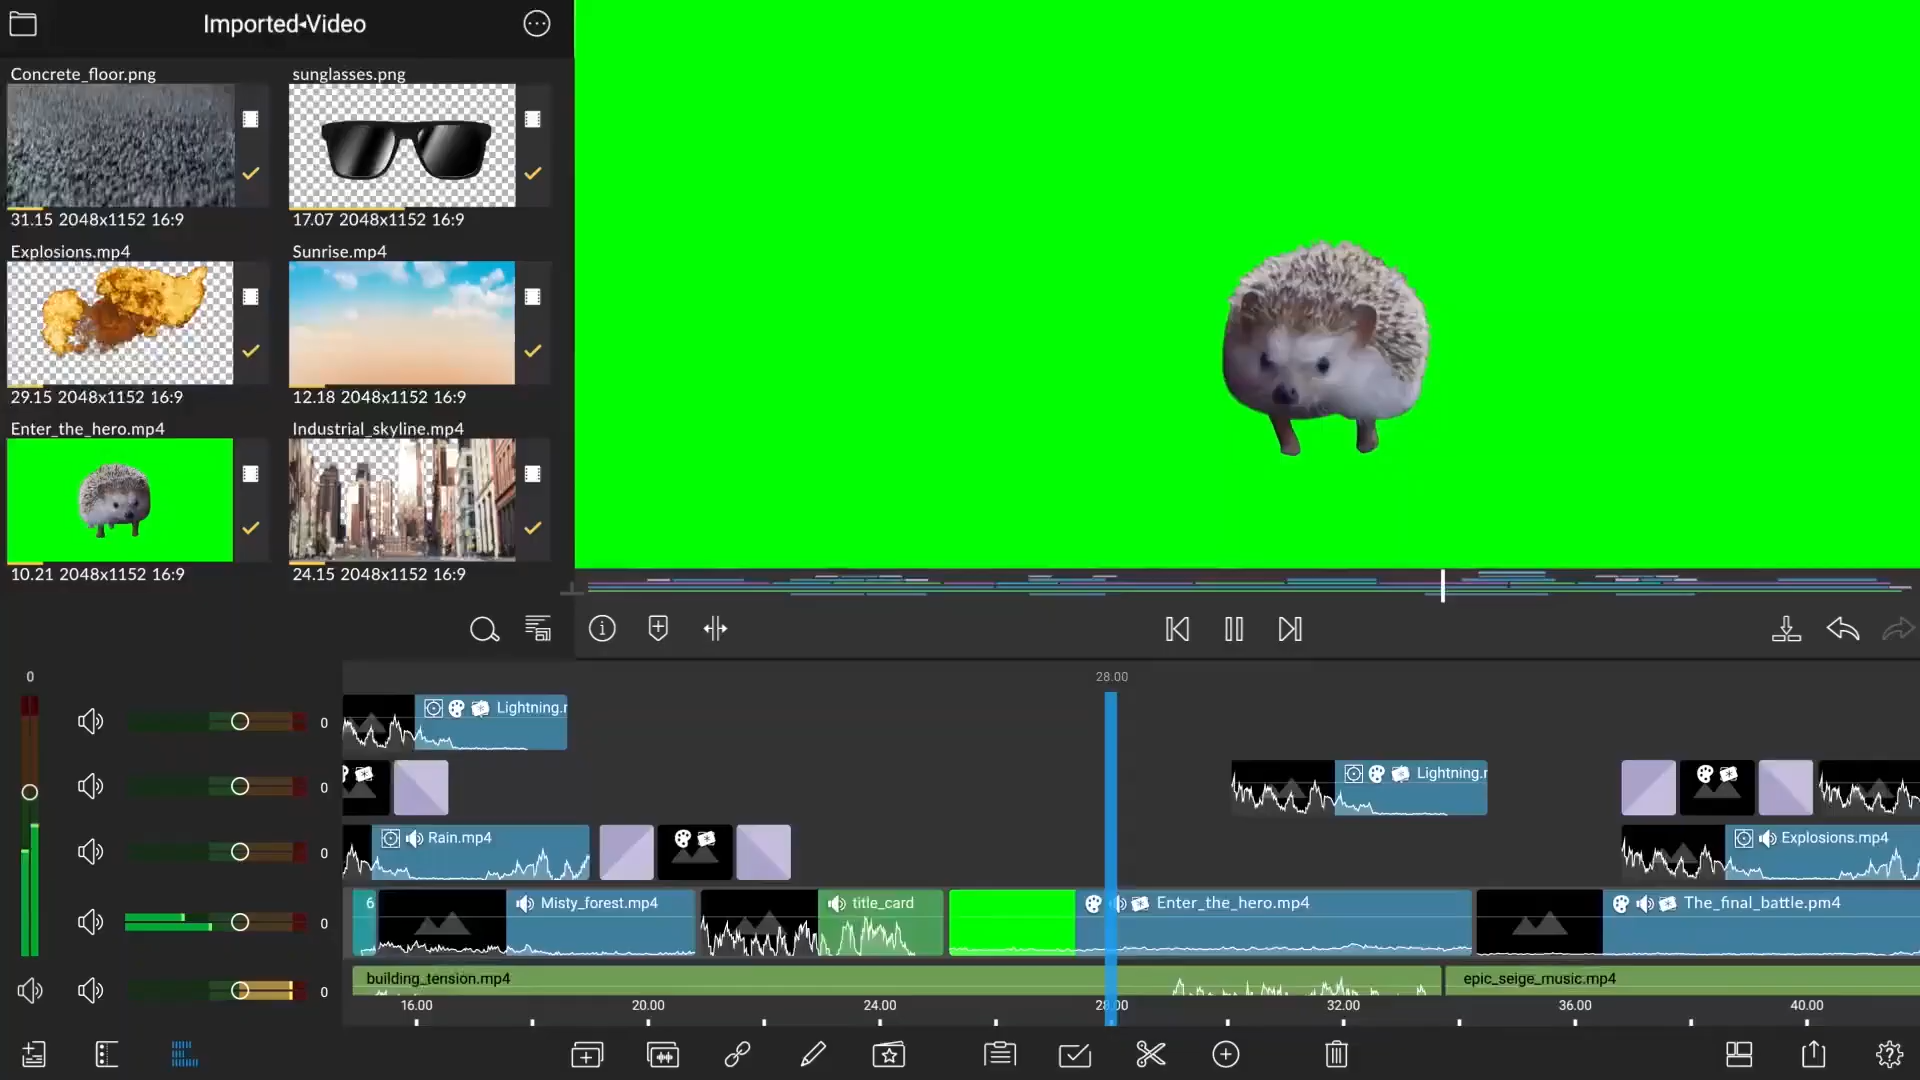 Imported◂Video
Concrete_floor.png
sunglasses.png
31.15 2048x1152 16:9
17.07 2048x1152 16:9
Explosions.mp4
Sunrise.mp4
29.15 2048x1152 16:9
12.18 2048x1152 16:9
Enter_the_hero.mp4
Industrial_skyline.mp4
10.21 2048x1152 16:9
24.15 2048x1152 16:9
0
28.00
0
Lightning.r
0
Lightning.r
0
Rain.mp4
Explosions.mp4
0
6
Misty_forest.mp4
title_card
Enter_the_hero.mp4
The_final_battle.pm4
0
building_tension.mp4
epic_seige_music.mp4
16.00
20.00
24.00
28.00
32.00
36.00
40.00